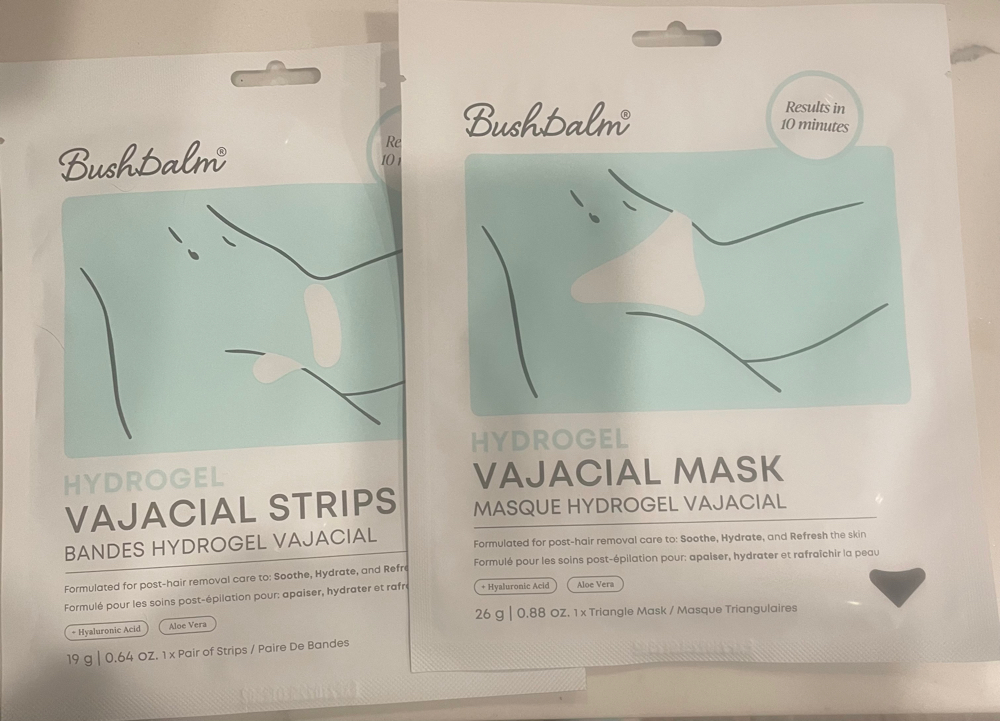 Bushbalm®
Re
10
HYDROGEL
VAJACIAL STRIPS
BANDES HYDROGEL VAJACIAL
Formulated for post-hair removal care to: Soothe, Hydrate, and Refre
Formulé pour les soins post-épilation pour: apaiser, hydrater et rafr
+ Hyaluronic Acid
Aloe Vera
19 g | 0.64 OZ. 1 x Pair of Strips / Paire De Bandes
Bushbalm®
Results in
10 minutes
HYDROGEL
VAJACIAL MASK
MASQUE HYDROGEL VAJACIAL
Formulated for post-hair removal care to: Soothe, Hydrate, and Refresh the skin
Formulé pour les soins post-épilation pour: apaiser, hydrater et rafraîchir la peau
+ Hyaluronic Acid
Aloe Vera
26 g | 0.88 OZ. 1 x Triangle Mask / Masque Triangulaires